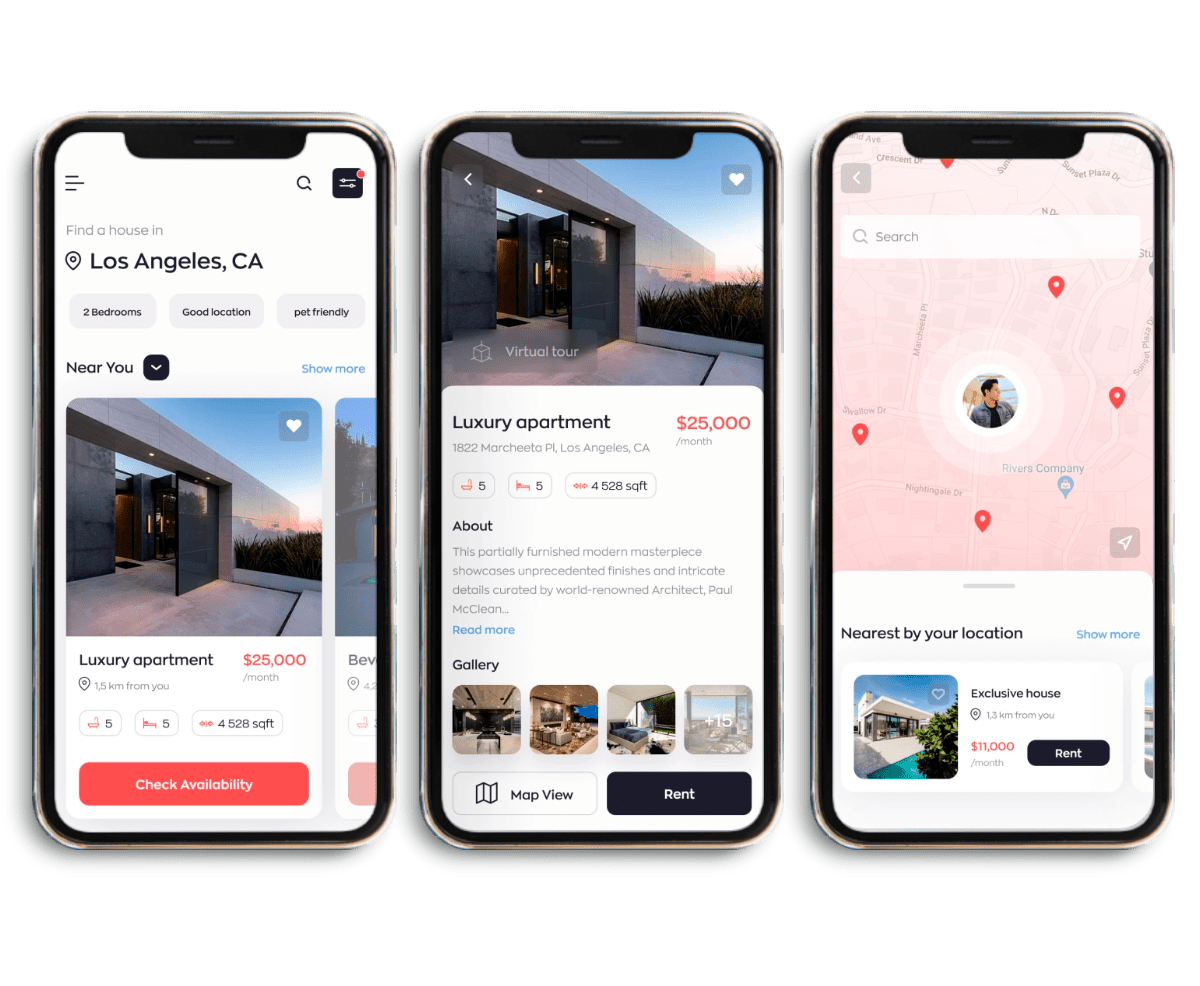 Find a house in
Los Angeles, CA
2 Bedrooms
Good location
pet friendly
Near You
Show more
Luxury apartment
$25,000
/month
1,5 km from you
5
5
4 528 sqft
Check Availability
Bev
4,2
Virtual tour
Luxury apartment
$25,000
/month
1822 Marcheeta Pl, Los Angeles, CA
5
5
4 528 sqft
About
This partially furnished modern masterpiece
showcases unprecedented finishes and intricate
details curated by world-renowned Architect, Paul
McClean...
Read more
Gallery
+15
Map View
Rent
Ave
Crescent Dr
Sunset Plaza Dr
N D
Search
Stu
Marcheeta Pl
Sunset Plaza Dr
Swallow Dr
Rivers Company
Nightingale Dr
Nearest by your location
Show more
Exclusive house
1,3 km from you
$11,000
/month
Rent